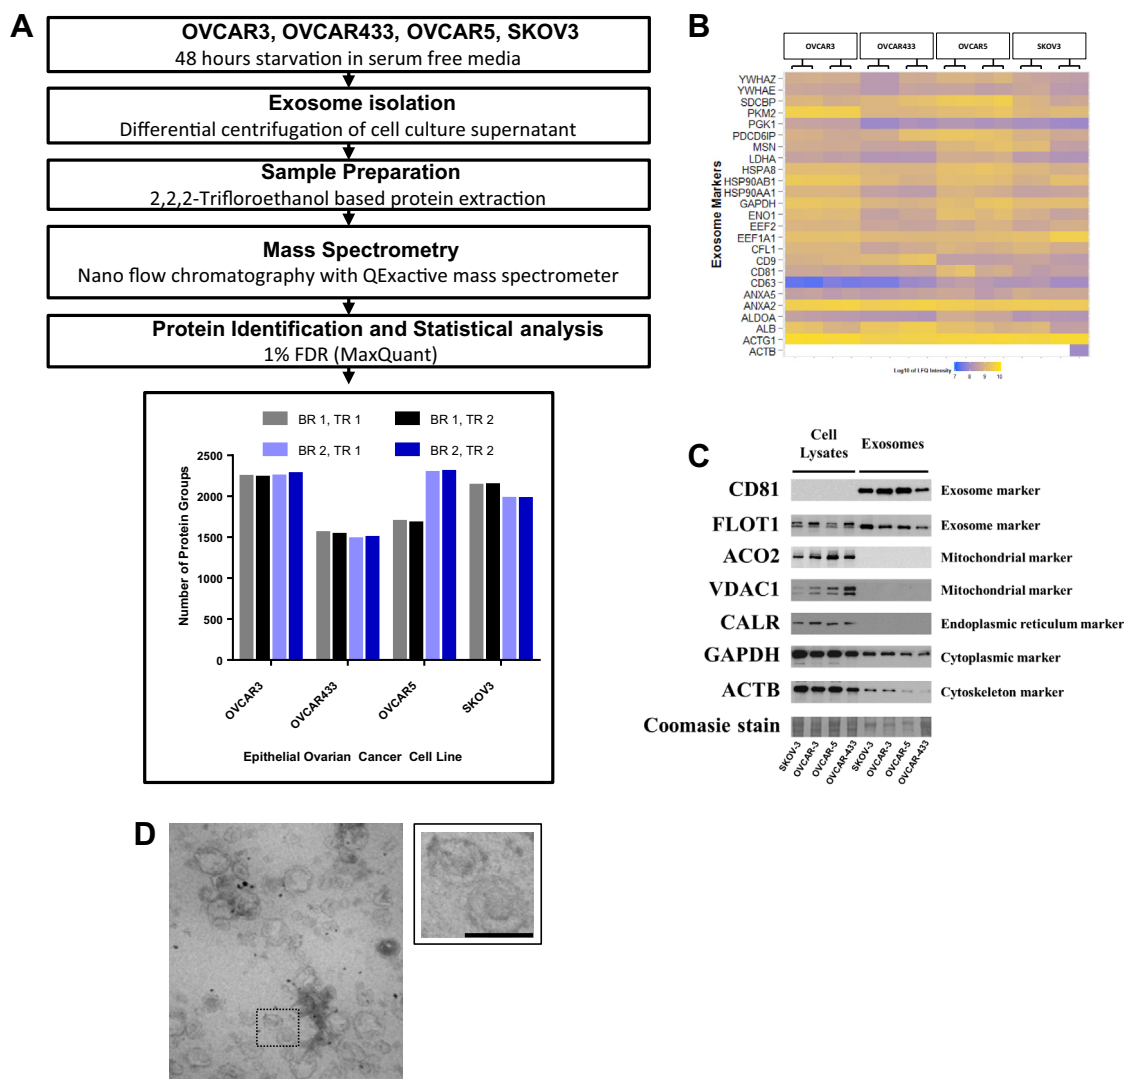 A
OVCAR3, OVCAR433, OVCAR5, SKOV3
48 hours starvation in serum free media
Exosome isolation
Differential centrifugation of cell culture supernatant
Sample Preparation
2,2,2-Trifloroethanol based protein extraction
Mass Spectrometry
Nano flow chromatography with QExactive mass spectrometer
Protein Identification and Statistical analysis
1% FDR (MaxQuant)
BR 1, TR 1
BR 1, TR 2
BR 2, TR 1
BR 2, TR 2
Number of Protein Groups
2500
2000
1500
1000
500
0
OVCAR3
OVCAR433
OVCAR5
SKOV3
Epithelial Ovarian Cancer Cell Line
B
OVCAR3
OVCAR433
OVCAR5
SKOV3
Exosome Markers
YWHAZ
YWHAE
SDCBP
PKM2
PGK1
PDCD6IP
MSN
LDHA
HSPA8
HSP90AB1
HSP90AA1
GAPDH
ENO1
EEF2
EEF1A1
CFL1
CD9
CD81
CD63
ANXA5
ANXA2
ALDOA
ALB
ACTG1
ACTB
Log10 of LFQ Intensity
7 8 9 10
C
Cell Lysates
Exosomes
CD81 Exosome marker
FLOT1 Exosome marker
ACO2 Mitochondrial marker
VDAC1 Mitochondrial marker
CALR Endoplasmic reticulum marker
GAPDH Cytoplasmic marker
ACTB Cytoskeleton marker
Coomasie stain
SKOV-3
OVCAR-3
OVCAR-5
OVCAR-433
SKOV-3
OVCAR-3
OVCAR-5
OVCAR-433
D